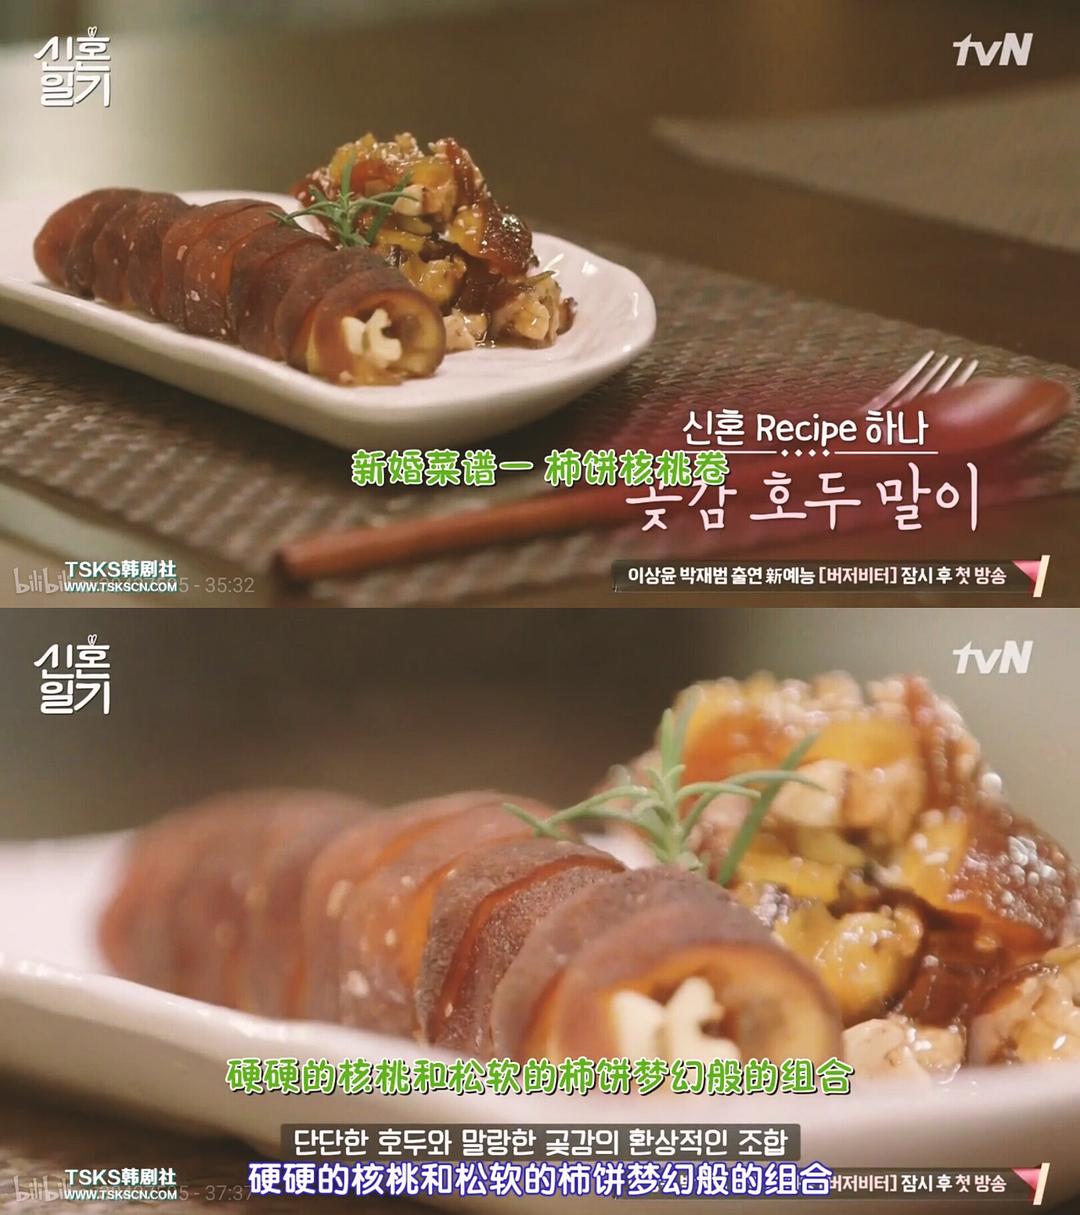 신혼
일기
tvN
신혼 Recipe 하나
新婚菜谱一 柿饼核桃卷
곶감 호두 말이
TSKS韩剧社
WWW.TSKSCN.COM
bilibili
5 - 35:32
이상윤 박재범 출연 新예능 [버저비터] 잠시 후 첫 방송
신혼
일기
tvN
硬硬的核桃和松软的柿饼梦幻般的组合
단단한 호두와 말랑한 곶감의 환상적인 조합
硬硬的核桃和松软的柿饼梦幻般的组合
TSKS韩剧社
WWW.TSKSCN.COM
5 - 37:37
버저비터] 잠시 후 첫 방송